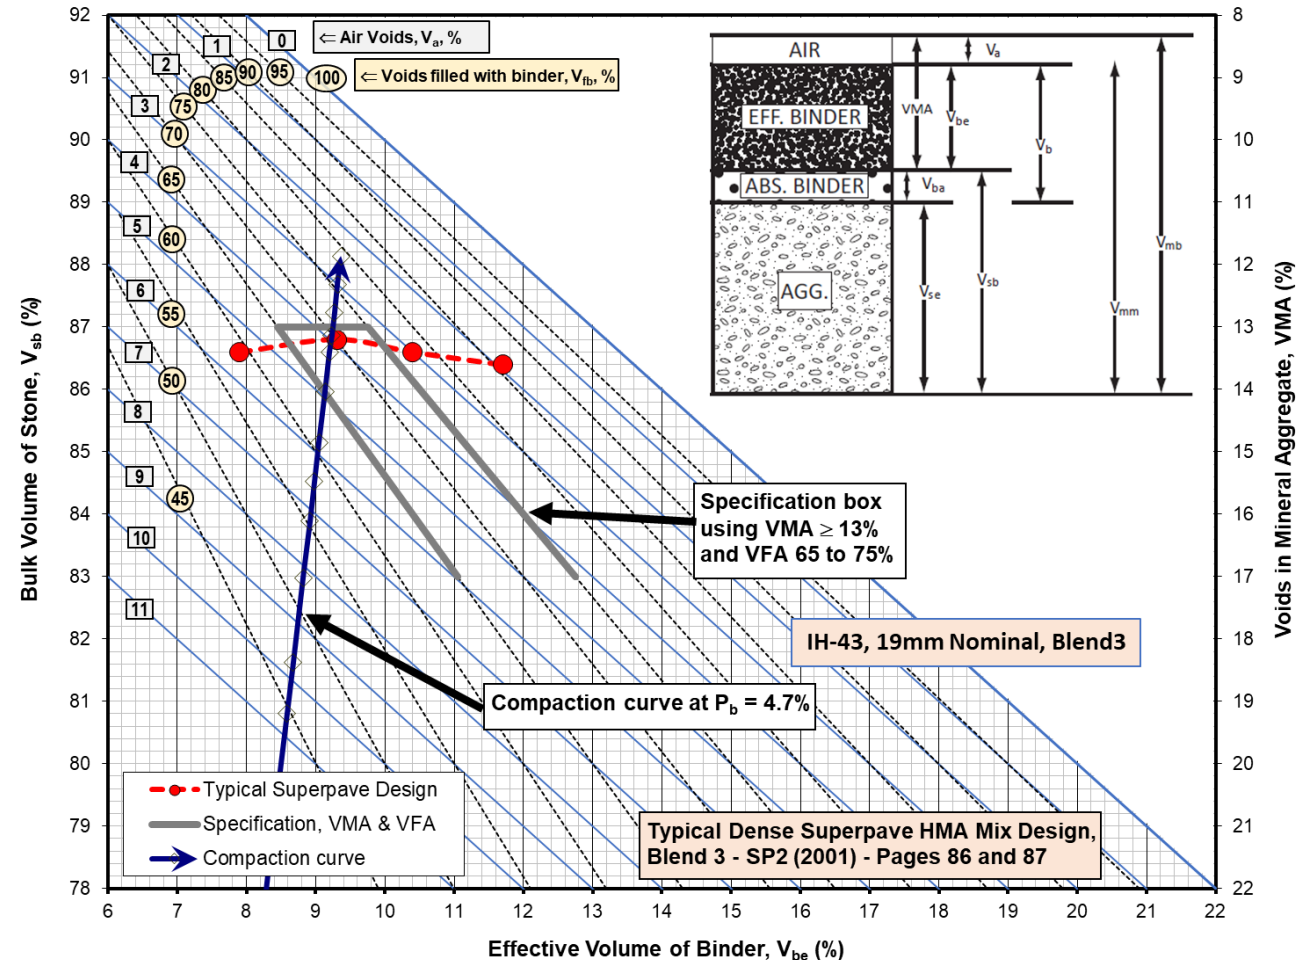 92
91
90
89
88
87
86
85
84
83
82
81
80
79
78
Bulk Volume of Stone, Vsb (%)
0
1
2
3
4
5
6
7
8
9
10
11
⇐ Air Voids, Va, %
100
95
90
85
80
75
70
65
60
55
50
45
⇐ Voids filled with binder, Vfb, %
AIR
EFF. BINDER
ABS. BINDER
AGG.
Va
VMA
Vbe
Vb
Vba
Vse
Vsb
Vmm
Vmb
8
9
10
11
12
13
14
15
16
17
18
19
20
21
22
Voids in Mineral Aggregate, VMA (%)
Specification box
using VMA ≥ 13%
and VFA 65 to 75%
IH-43, 19mm Nominal, Blend3
Compaction curve at Pb = 4.7%
Typical Superpave Design
Specification, VMA & VFA
Compaction curve
Typical Dense Superpave HMA Mix Design,
Blend 3 - SP2 (2001) - Pages 86 and 87
6 7 8 9 10 11 12 13 14 15 16 17 18 19 20 21 22
Effective Volume of Binder, Vbe (%)